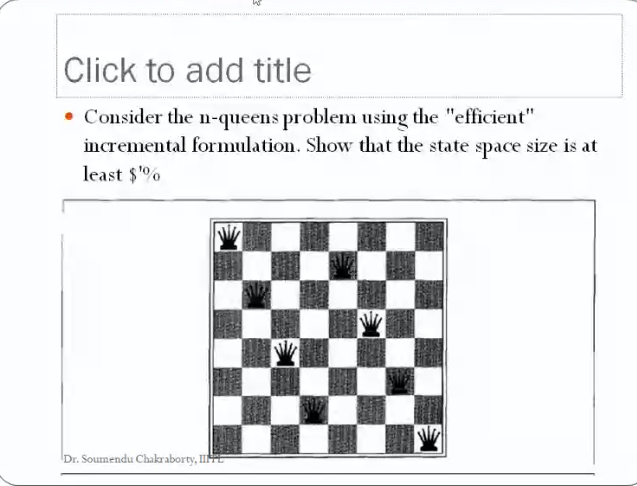 Click to add title
• Consider the n-queens problem using the "efficient"
incremental formulation. Show that the state space size is at
least $'%
Dr. Soumendu Chakraborty, IIITL